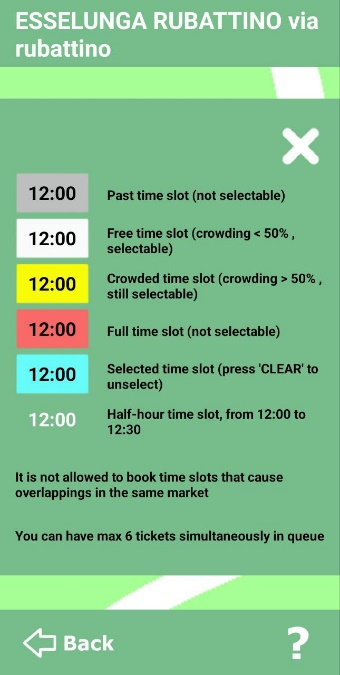 ESSELUNGA RUBATTINO via
rubattino
12:00 Past time slot (not selectable)
12:00 Free time slot (crowding < 50% ,
selectable)
12:00 Crowded time slot (crowding > 50% ,
still selectable)
12:00 Full time slot (not selectable)
12:00 Selected time slot (press 'CLEAR' to
unselect)
12:00 Half-hour time slot, from 12:00 to
12:30
It is not allowed to book time slots that cause
overlappings in the same market
You can have max 6 tickets simultaneously in queue
Back ?